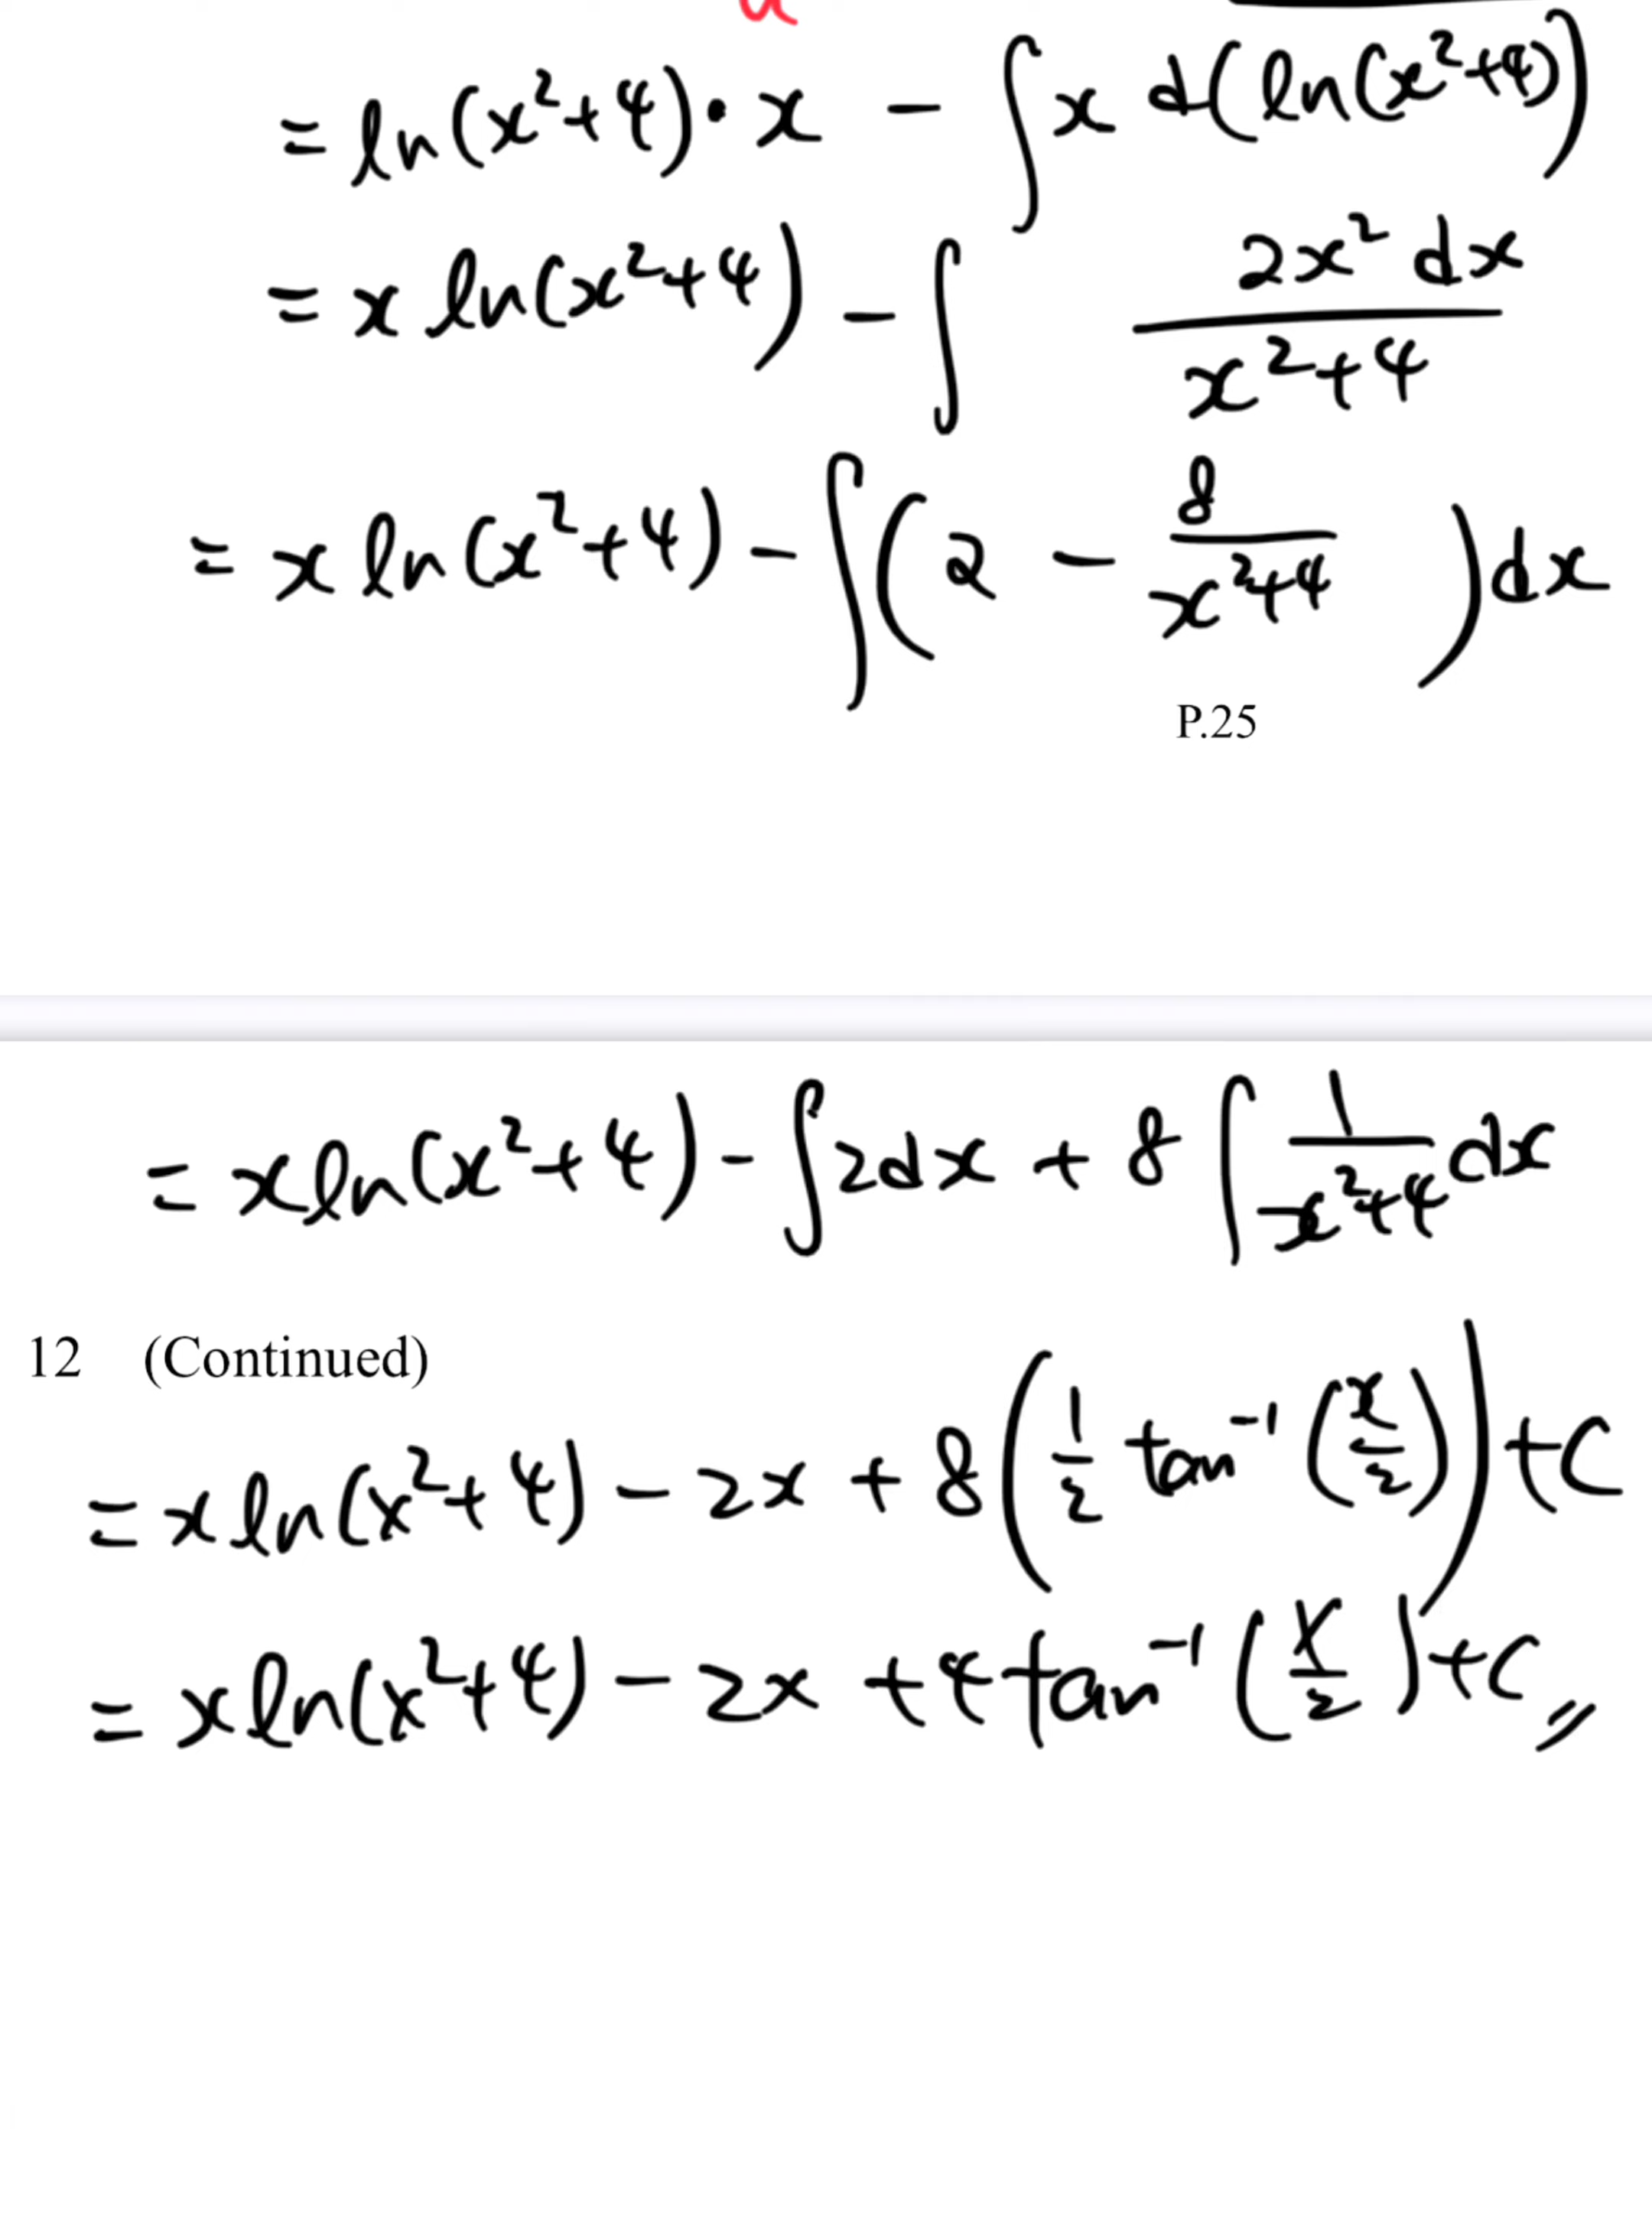 = ln(x²+4)·x − ∫x d(ln(x²+4))
= x ln(x²+4) − ∫ 2x² dx / x²+4
= x ln(x²+4) − ∫(2 − 8/x²+4) dx
P.25
= x ln(x²+4) − ∫2dx + 8∫ 1/x²+4 dx
12 (Continued)
= x ln(x²+4) − 2x + 8(1/2 tan⁻¹(x/2)) + C
= x ln(x²+4) − 2x + 4 tan⁻¹(x/2) + C